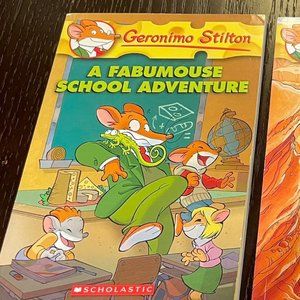 Geronimo Stilton
A FABUMOUSE
SCHOOL ADVENTURE
SCHOLASTIC